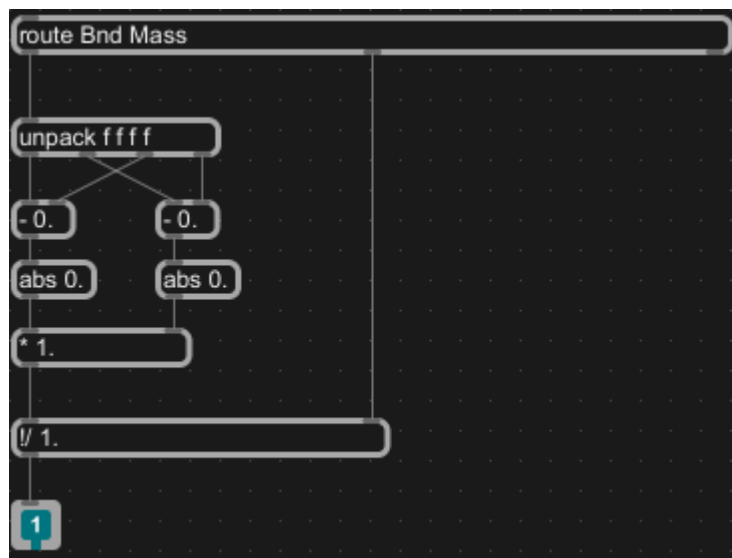 route Bnd Mass
unpack f f f f
- 0.
- 0.
abs 0.
abs 0.
* 1.
!/ 1.
1